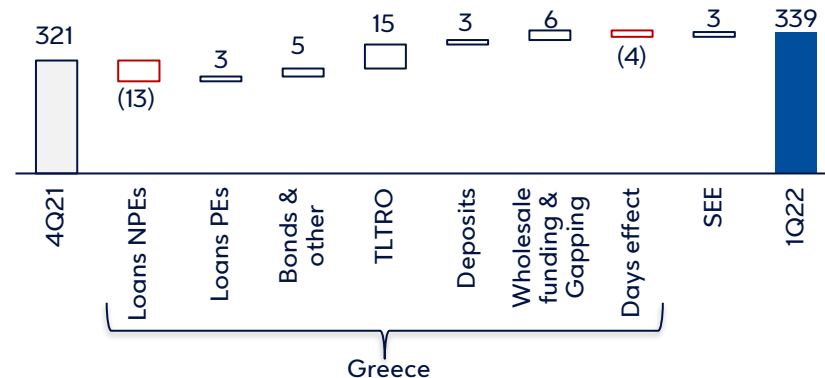 321
(13)
3
5
15
3
6
(4)
3
339
4Q21
Loans NPEs
Loans PEs
Bonds &
other
TLTRO
Deposits
Wholesale
funding &
Gapping
Days effect
SEE
1Q22
Greece